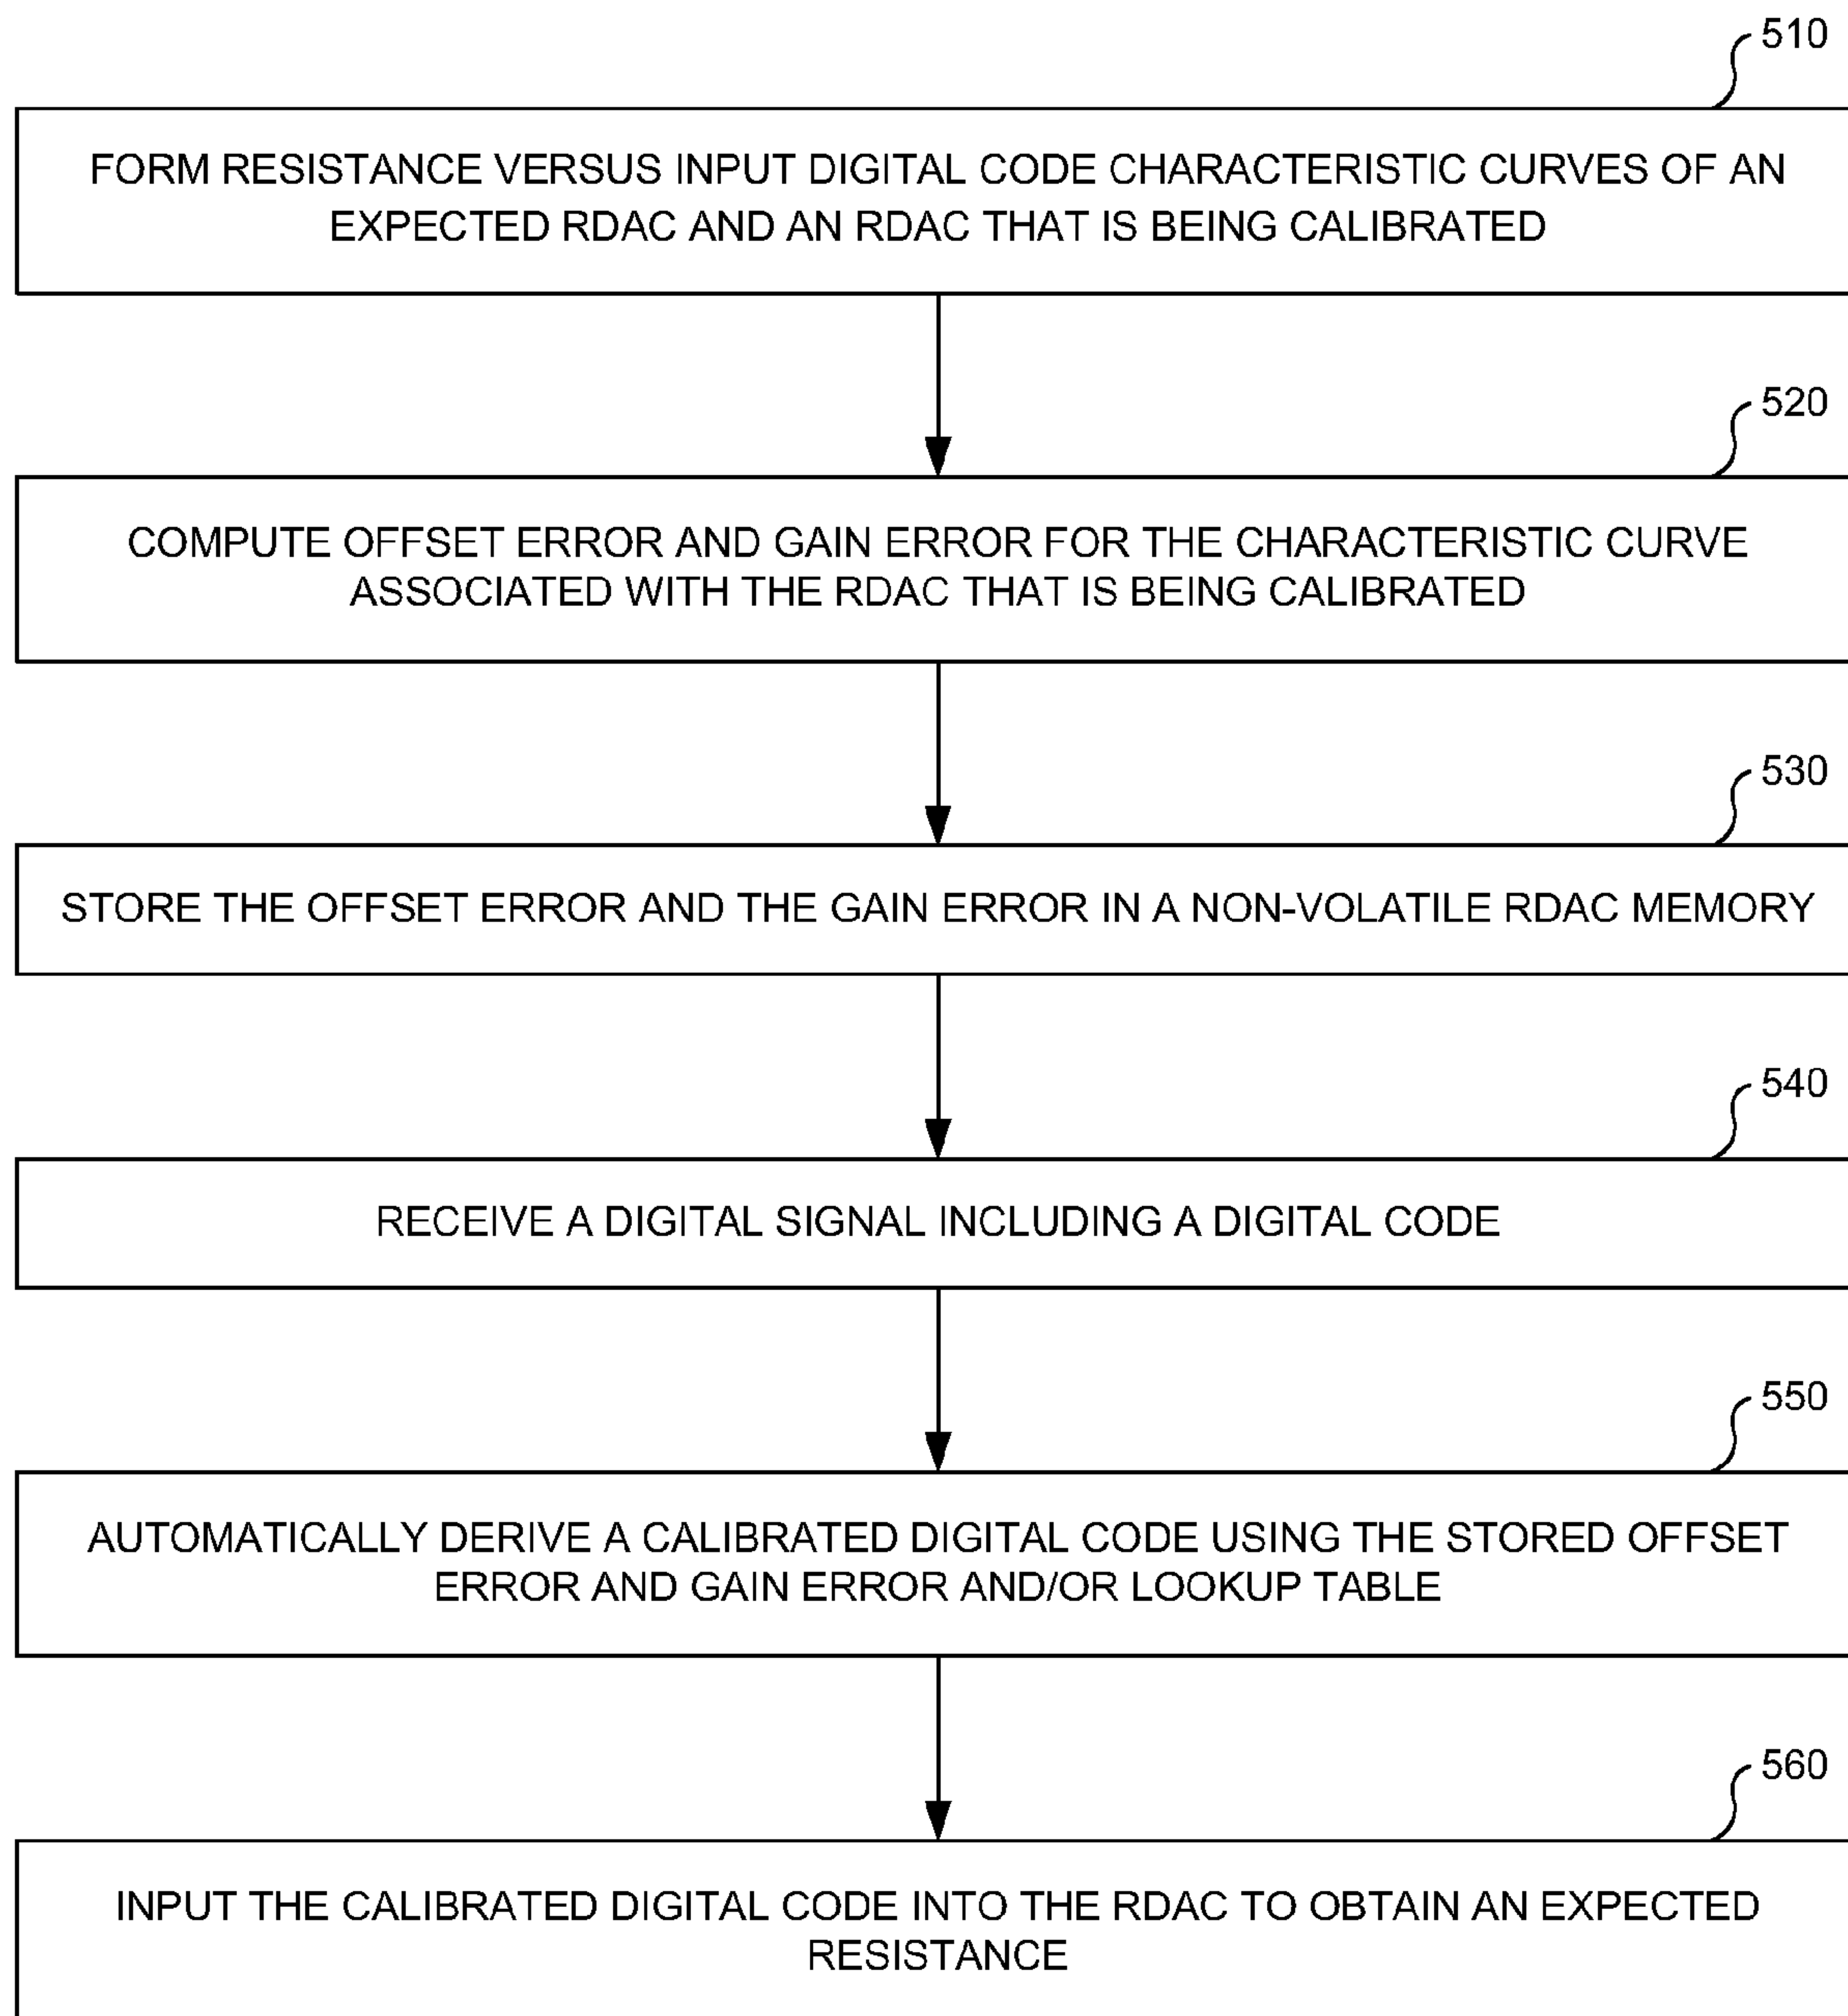 510
FORM RESISTANCE VERSUS INPUT DIGITAL CODE CHARACTERISTIC CURVES OF AN
EXPECTED RDAC AND AN RDAC THAT IS BEING CALIBRATED
520
COMPUTE OFFSET ERROR AND GAIN ERROR FOR THE CHARACTERISTIC CURVE
ASSOCIATED WITH THE RDAC THAT IS BEING CALIBRATED
530
STORE THE OFFSET ERROR AND THE GAIN ERROR IN A NON-VOLATILE RDAC MEMORY
540
RECEIVE A DIGITAL SIGNAL INCLUDING A DIGITAL CODE
550
AUTOMATICALLY DERIVE A CALIBRATED DIGITAL CODE USING THE STORED OFFSET
ERROR AND GAIN ERROR AND/OR LOOKUP TABLE
560
INPUT THE CALIBRATED DIGITAL CODE INTO THE RDAC TO OBTAIN AN EXPECTED
RESISTANCE